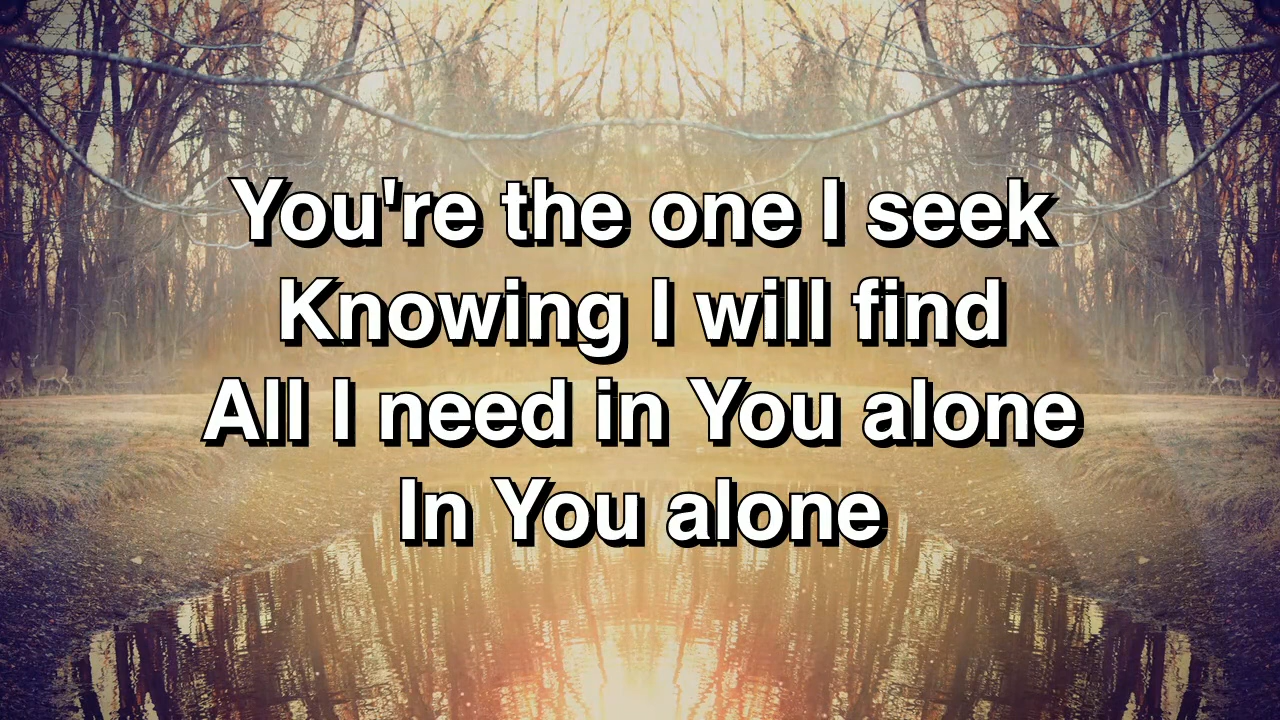 You're the one I seek
Knowing I will find
All I need in You alone
In You alone